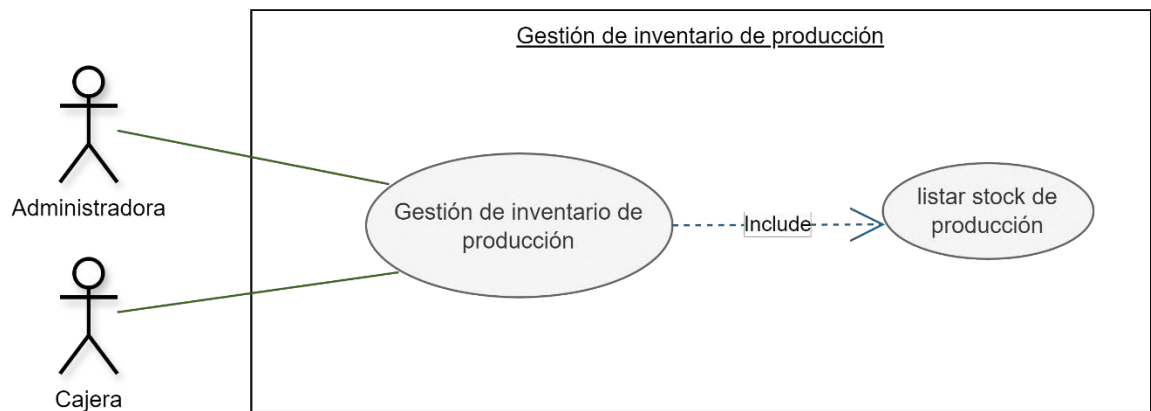 Gestión de inventario de producción
Administradora
Gestión de inventario de
producción
Include
listar stock de
producción
Cajera